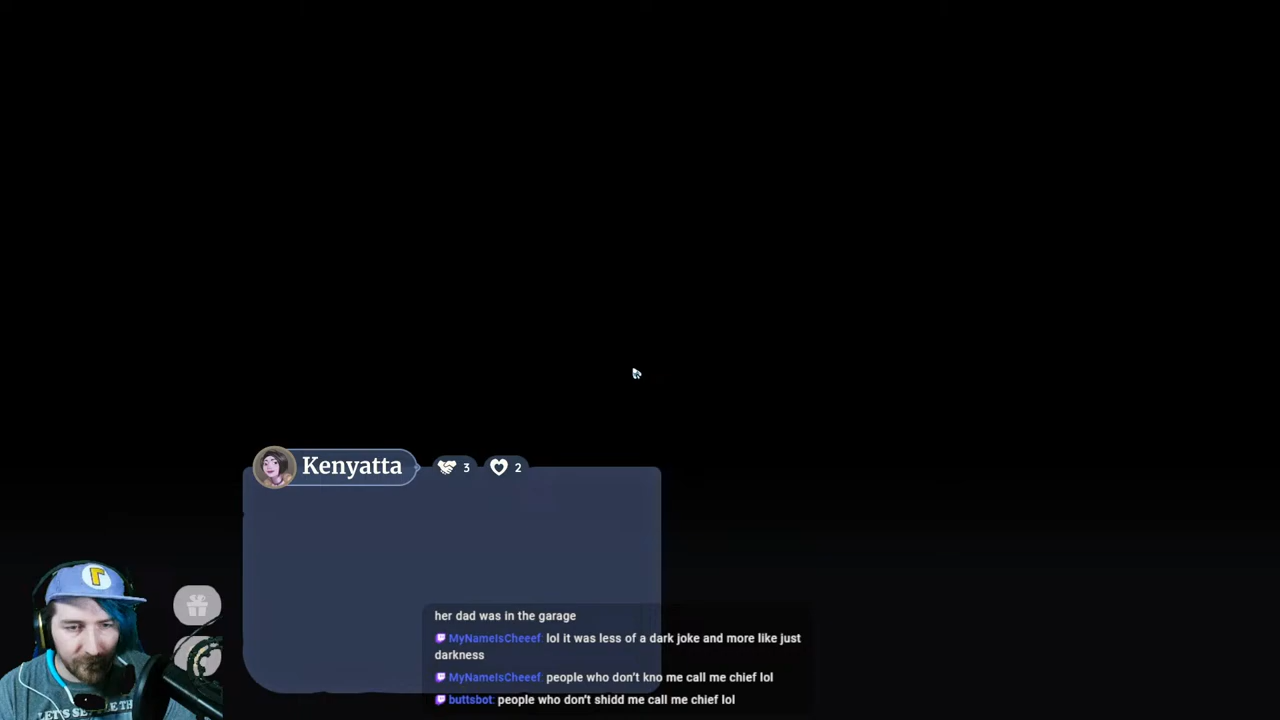 Kenyatta
3
2
her dad was in the garage
MyNameIsCheeef: lol it was less of a dark joke and more like just
darkness
MyNameIsCheeef: people who don't kno me call me chief lol
buttsbot: people who don't shidd me call me chief lol